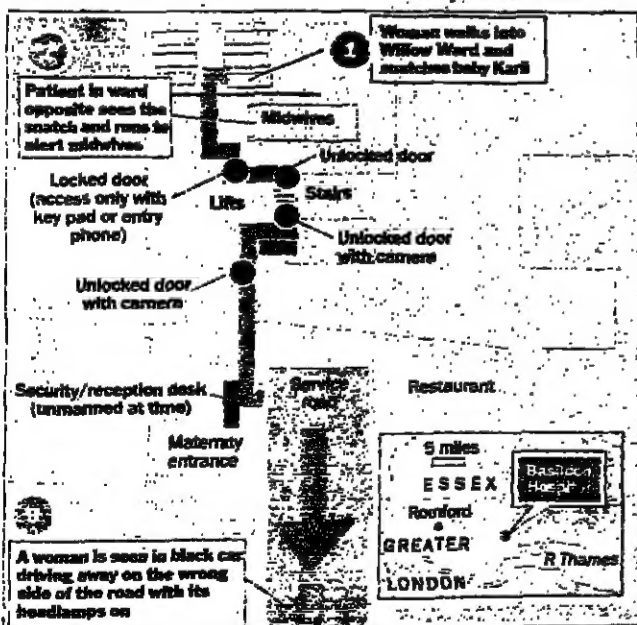 1
Woman walks into
Willow Ward and
snatches baby Karli
Patient in ward
opposite sees the
snatch and runs to
alert midwives
Midwives
Unlocked door
Locked door
(access only with
key pad or entry
phone)
Lifts
Stairs
Unlocked door
with camera
Unlocked door
with camera
Security/reception desk
(unmanned at time)
Maternity
entrance
Service
road
Restaurant
5 miles
ESSEX
Basildon
Hospital
Romford
GREATER
LONDON
R Thames
A woman is seen in black car
driving away on the wrong
side of the road with its
headlamps on